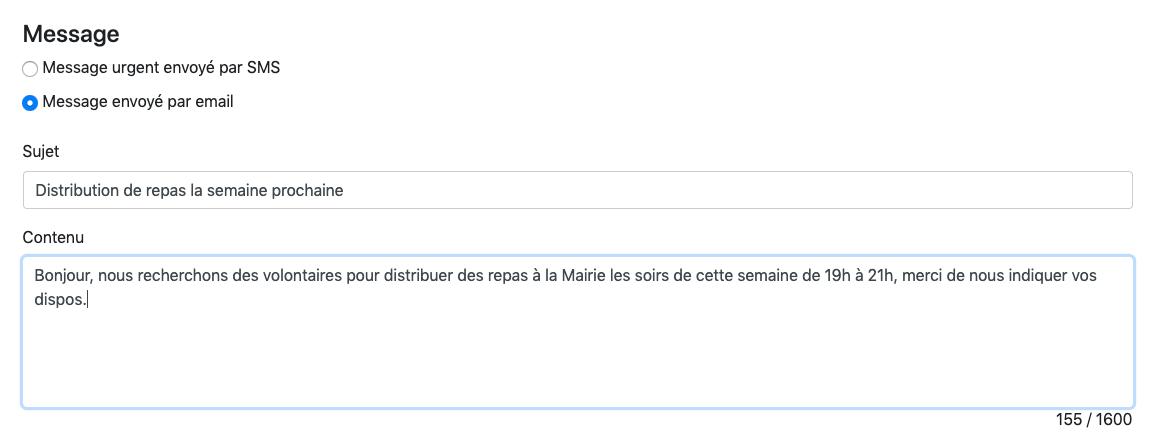 Message
Message urgent envoyé par SMS
Message envoyé par email
Sujet
Distribution de repas la semaine prochaine
Contenu
Bonjour, nous recherchons des volontaires pour distribuer des repas à la Mairie les soirs de cette semaine de 19h à 21h, merci de nous indiquer vos
dispos.
155 / 1600